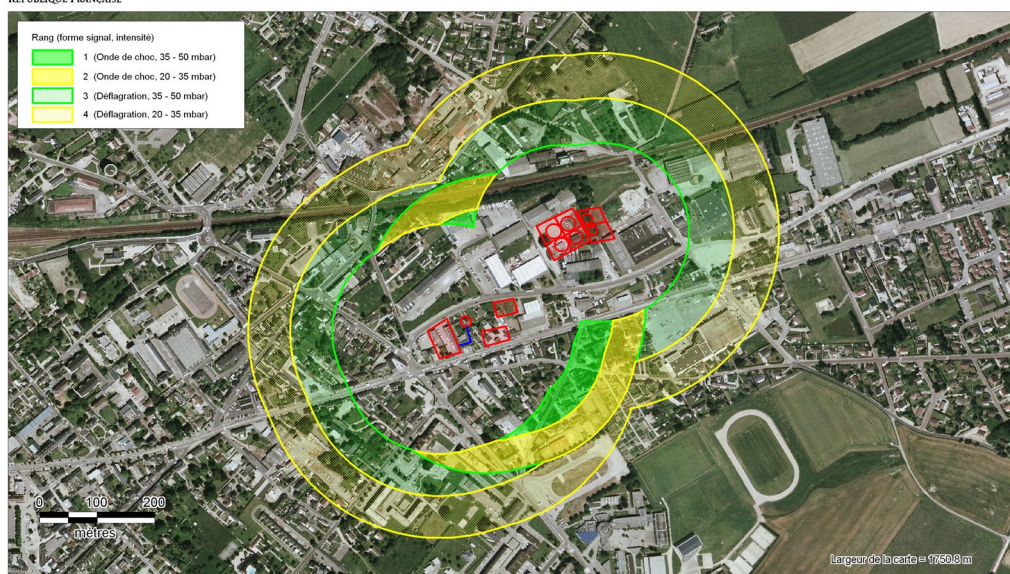 RÉPUBLIQUE FRANÇAISE
Rang (forme signal, intensité)
1 (Onde de choc, 35 - 50 mbar)
2 (Onde de choc, 20 - 35 mbar)
3 (Déflagration, 35 - 50 mbar)
4 (Déflagration, 20 - 35 mbar)
0 100 200
mètres
Largeur de la carte = 1750.8 m